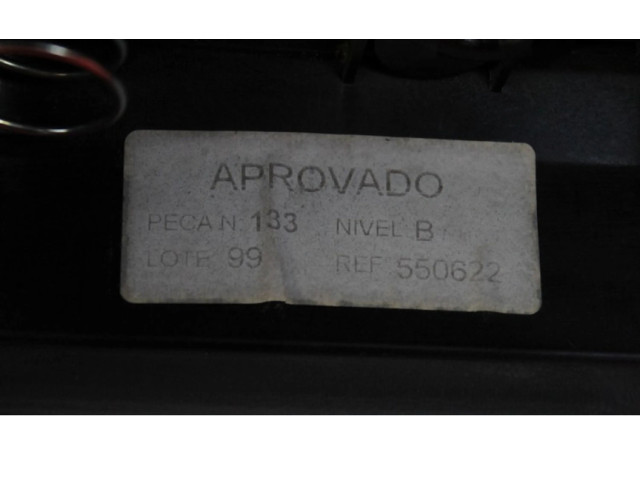 APROVADO
PECA N. 133 NIVEL B
LOTE 99 REF 550622